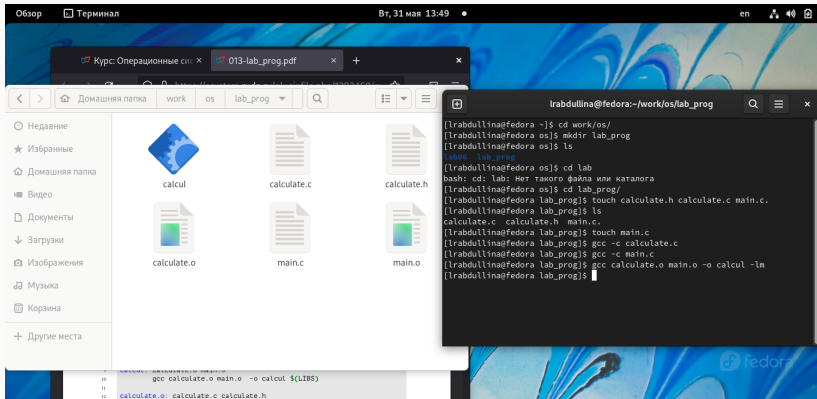 Обзор
Терминал
Вт, 31 мая 13:49
en
Курс: Операционные сис ×
013-lab_prog.pdf
×
+
×
Домашняя папка
work
os
lab_prog
Недавние
Избранные
Домашняя папка
Видео
Документы
Загрузки
Изображения
Музыка
Корзина
+ Другие места
calcul
calculate.c
calculate.h
calculate.o
main.c
main.o
lrabdullina@fedora:~/work/os/lab_prog
×
[lrabdullina@fedora ~]$ cd work/os/
[lrabdullina@fedora os]$ mkdir lab_prog
[lrabdullina@fedora os]$ ls
lab06 lab_prog
[lrabdullina@fedora os]$ cd lab
bash: cd: lab: Нет такого файла или каталога
[lrabdullina@fedora os]$ cd lab_prog/
[lrabdullina@fedora lab_prog]$ touch calculate.h calculate.c main.c.
[lrabdullina@fedora lab_prog]$ ls
calculate.c calculate.h main.c.
[lrabdullina@fedora lab_prog]$ touch main.c
[lrabdullina@fedora lab_prog]$ gcc -c calculate.c
[lrabdullina@fedora lab_prog]$ gcc -c main.c
[lrabdullina@fedora lab_prog]$ gcc calculate.o main.o -o calcul -lm
[lrabdullina@fedora lab_prog]$
fedora
10 gcc calculate.o main.o -o calcul $(LIBS)
11
12 calculate.o: calculate.c calculate.h